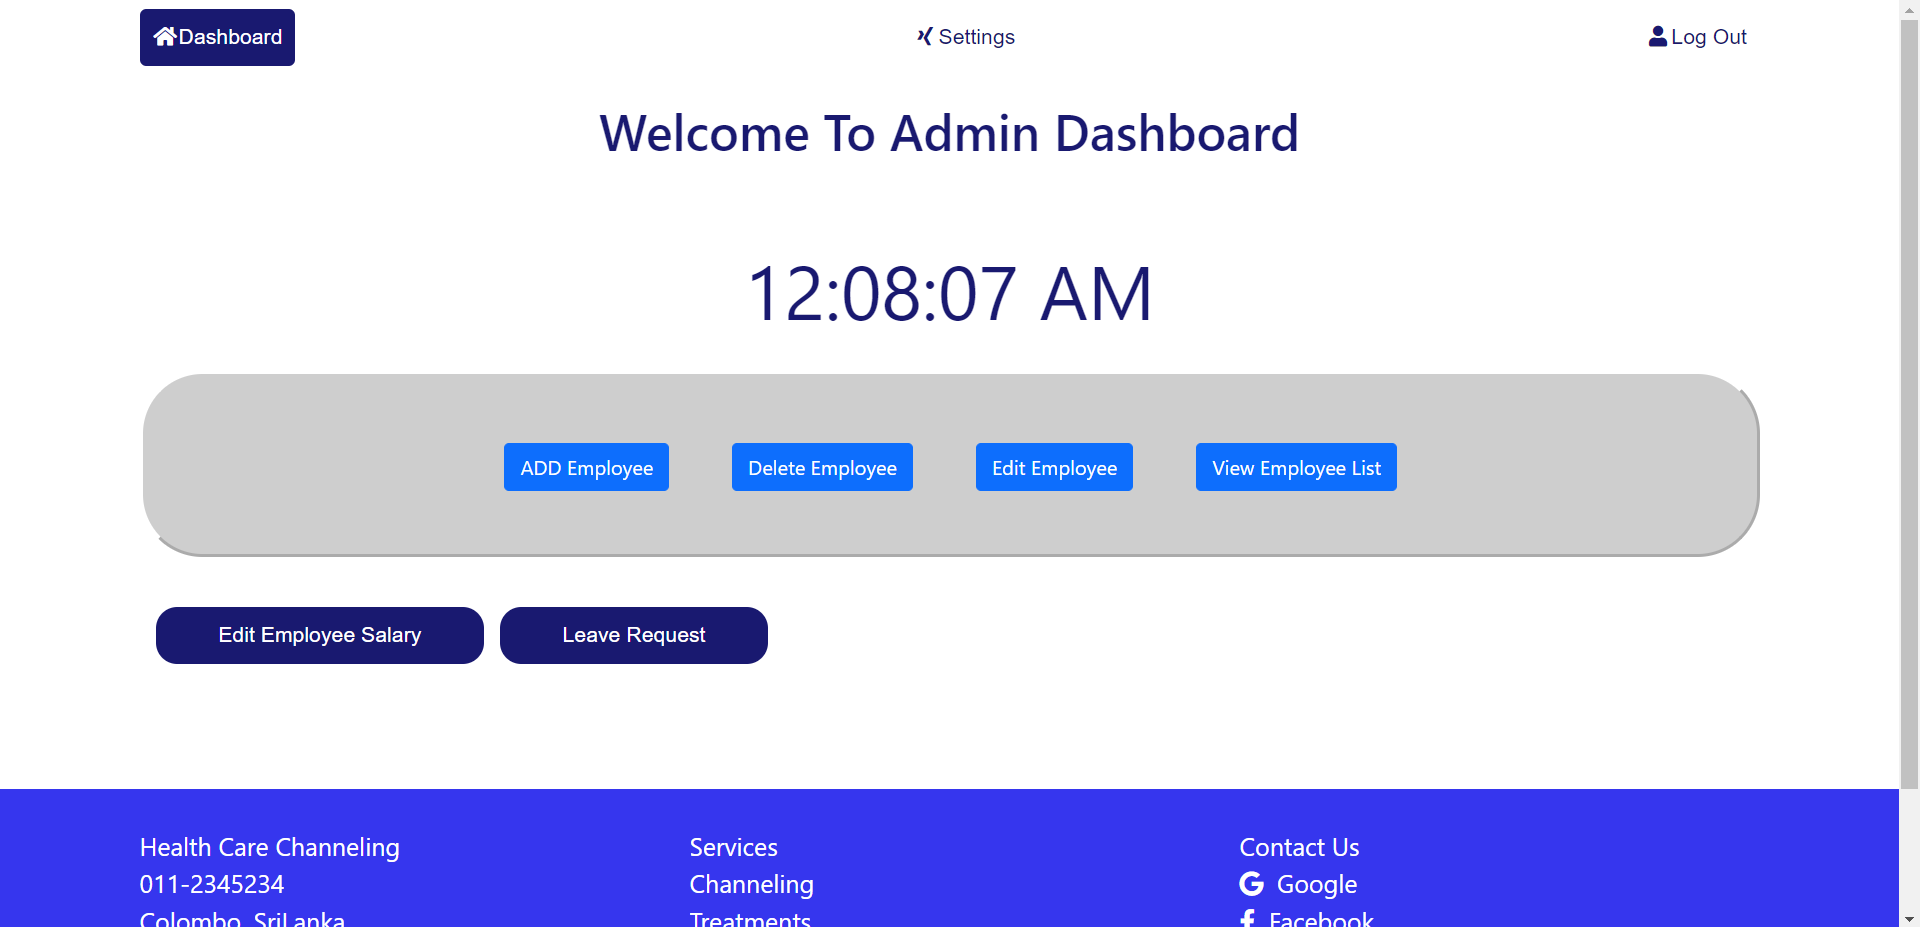 Dashboard
Settings
Log Out
Welcome To Admin Dashboard
12:08:07 AM
ADD Employee
Delete Employee
Edit Employee
View Employee List
Edit Employee Salary
Leave Request
Health Care Channeling
011-2345234
Colombo, SriLanka
Services
Channeling
Treatments
Contact Us
Google
Facebook